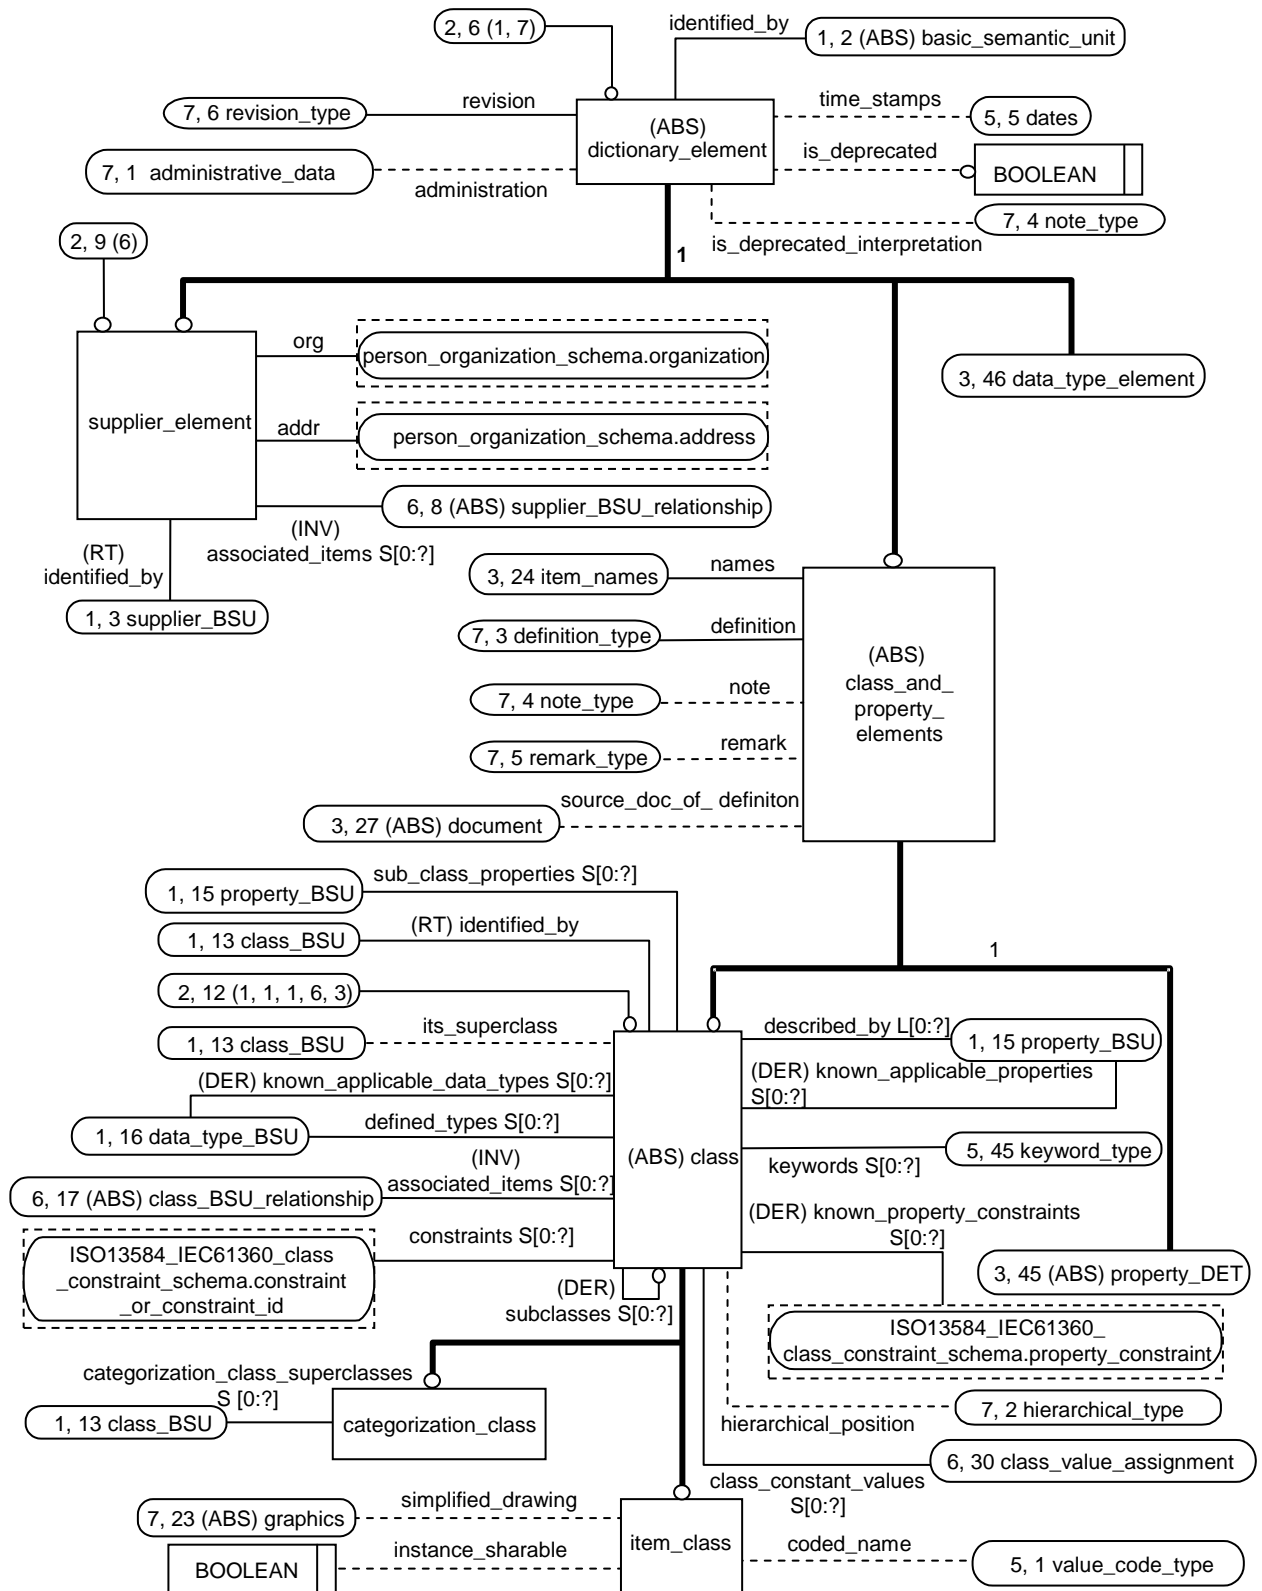 2, 6 (1, 7)
identified_by
1, 2 (ABS) basic_semantic_unit
7, 6 revision_type
revision
(ABS)
dictionary_element
time_stamps
5, 5 dates
7, 1 administrative_data
administration
is_deprecated
BOOLEAN
7, 4 note_type
is_deprecated_interpretation
1
2, 9 (6)
supplier_element
org
person_organization_schema.organization
addr
person_organization_schema.address
3, 46 data_type_element
6, 8 (ABS) supplier_BSU_relationship
(INV)
associated_items S[0:?]
(RT)
identified_by
1, 3 supplier_BSU
3, 24 item_names
names
7, 3 definition_type
definition
7, 4 note_type
note
7, 5 remark_type
remark
source_doc_of_ definiton
3, 27 (ABS) document
(ABS)
class_and_
property_
elements
1, 15 property_BSU
sub_class_properties S[0:?]
1, 13 class_BSU
(RT) identified_by
1
2, 12 (1, 1, 1, 6, 3)
1, 13 class_BSU
its_superclass
(DER) known_applicable_data_types S[0:?]
1, 16 data_type_BSU
defined_types S[0:?]
(INV)
associated_items S[0:?]
6, 17 (ABS) class_BSU_relationship
constraints S[0:?]
ISO13584_IEC61360_class
_constraint_schema.constraint
_or_constraint_id
(ABS) class
described_by L[0:?]
1, 15 property_BSU
(DER) known_applicable_properties
S[0:?]
keywords S[0:?]
5, 45 keyword_type
(DER) known_property_constraints
S[0:?]
3, 45 (ABS) property_DET
ISO13584_IEC61360_
class_constraint_schema.property_constraint
(DER)
subclasses S[0:?]
categorization_class_superclasses
S [0:?]
1, 13 class_BSU
categorization_class
hierarchical_position
7, 2 hierarchical_type
6, 30 class_value_assignment
class_constant_values
S[0:?]
simplified_drawing
7, 23 (ABS) graphics
instance_sharable
BOOLEAN
item_class
coded_name
5, 1 value_code_type